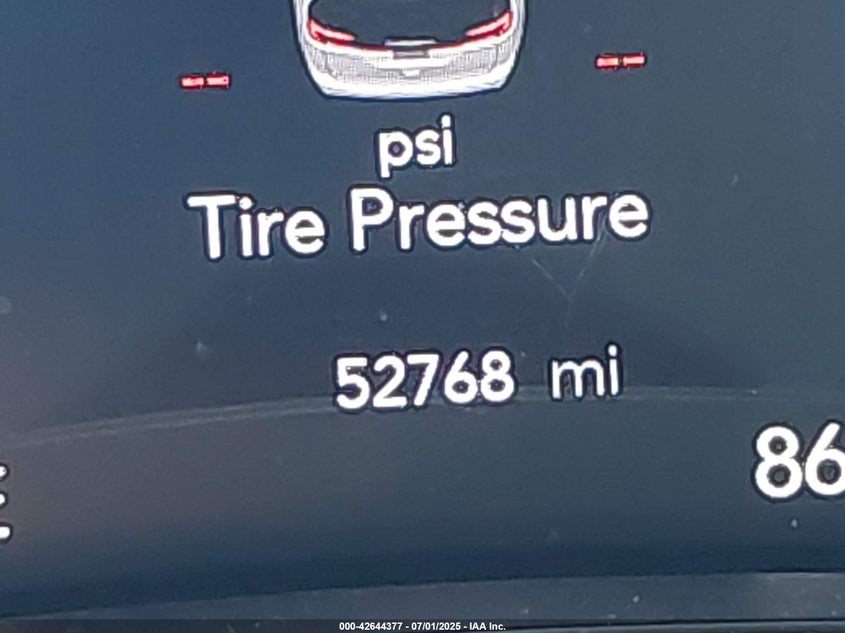 -- --
psi
Tire Pressure
52768 mi
86
000-42644377 - 07/01/2025 - IAA Inc.